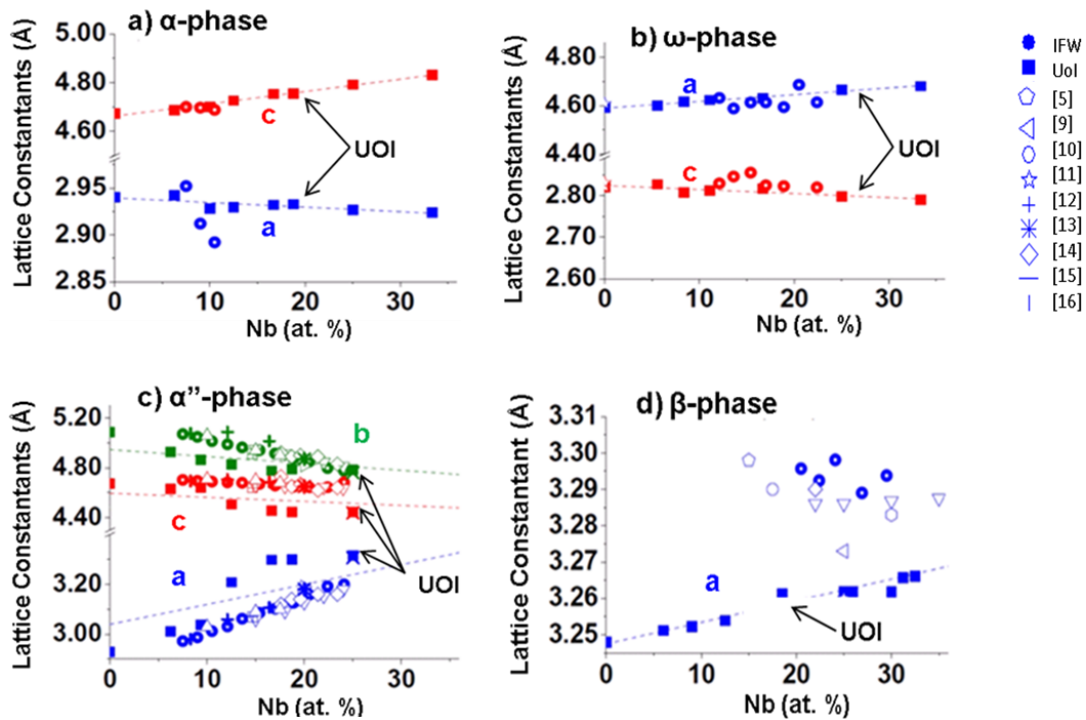 a) α-phase
Lattice Constants (Å)
5.00
4.80
4.60
2.95
2.90
2.85
c
a
UOI
0 10 20 30
Nb (at. %)
b) ω-phase
Lattice Constants (Å)
4.80
4.60
4.40
2.80
2.60
a
c
UOI
0 10 20 30
Nb (at. %)
IFW
UoI
[5]
[9]
[10]
[11]
[12]
[13]
[14]
[15]
[16]
c) α”-phase
Lattice Constants (Å)
5.20
4.80
4.40
3.20
3.00
b
c
a
UOI
0 10 20 30
Nb (at. %)
d) β-phase
Lattice Constant (Å)
3.31
3.30
3.29
3.28
3.27
3.26
3.25
a
UOI
0 10 20 30
Nb (at. %)